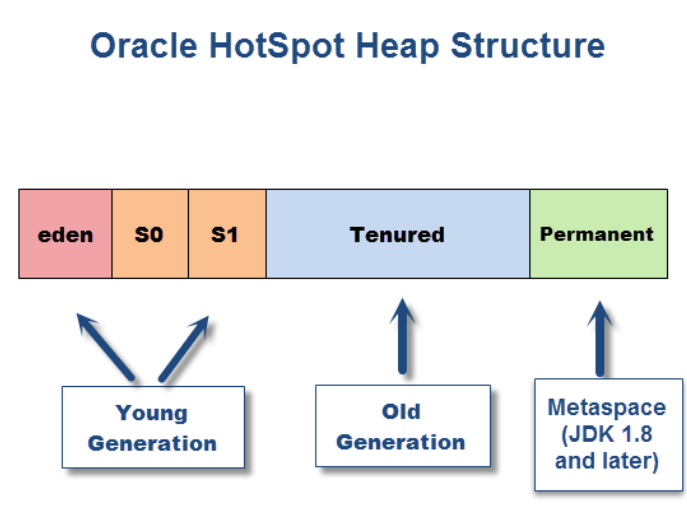 Oracle HotSpot Heap Structure
eden
S0
S1
Tenured
Permanent
Young
Generation
Old
Generation
Metaspace
(JDK 1.8
and later)